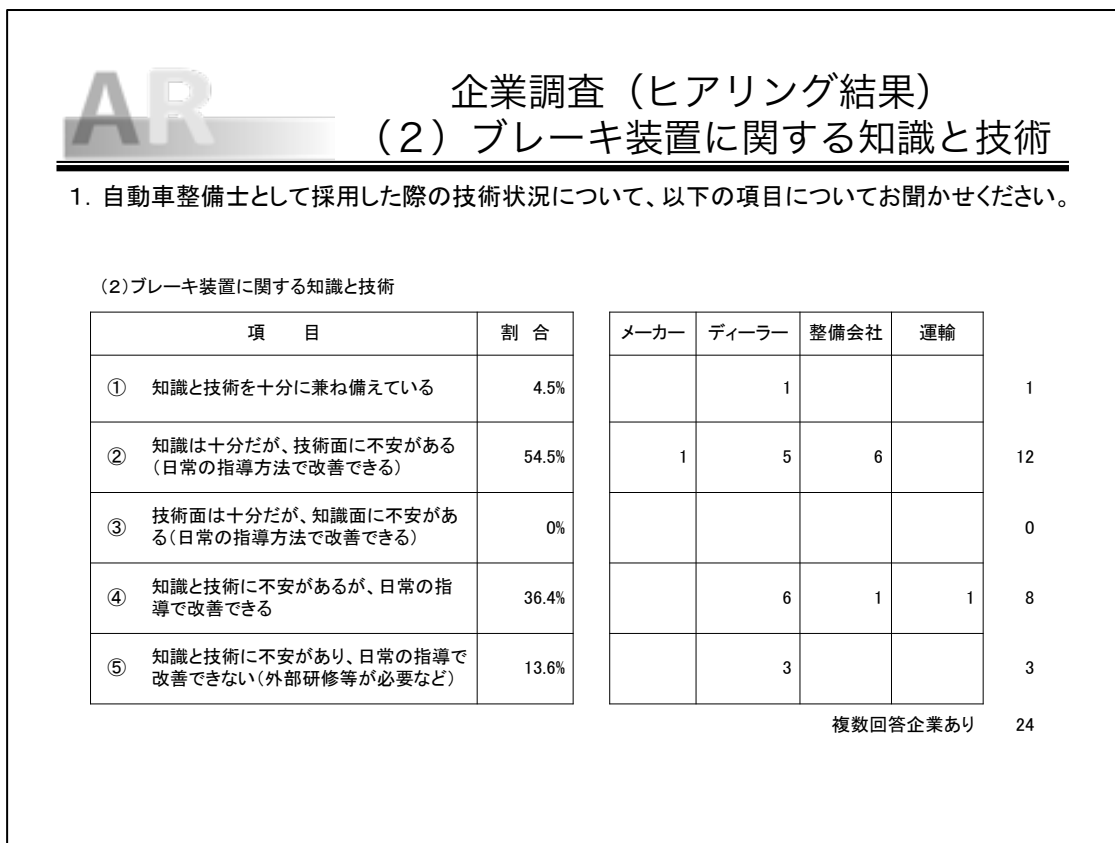 AR
企業調査（ヒアリング結果）
（２）ブレーキ装置に関する知識と技術
１．自動車整備士として採用した際の技術状況について、以下の項目についてお聞かせください。
（２）ブレーキ装置に関する知識と技術
項　目 割 合 メーカー ディーラー 整備会社 運輸
① 知識と技術を十分に兼ね備えている 4.5% 1 1
② 知識は十分だが、技術面に不安がある
（日常の指導方法で改善できる） 54.5% 1 5 6 12
③ 技術面は十分だが、知識面に不安があ
る（日常の指導方法で改善できる） 0% 0
④ 知識と技術に不安があるが、日常の指
導で改善できる 36.4% 6 1 1 8
⑤ 知識と技術に不安があり、日常の指導で
改善できない（外部研修等が必要など） 13.6% 3 3
複数回答企業あり 24